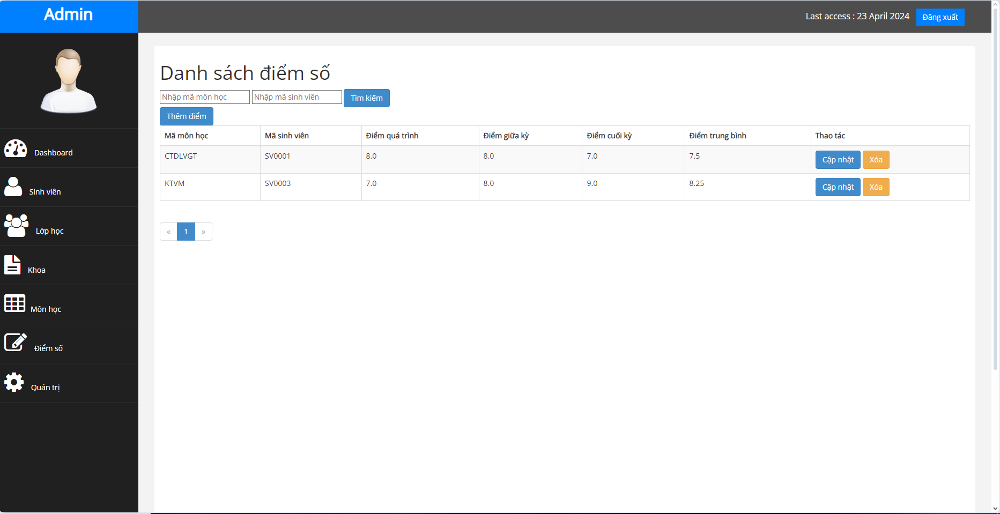 Admin
Last access : 23 April 2024 Đăng xuất
Dashboard
Sinh viên
Lớp học
Khoa
Môn học
Điểm số
Quản trị
Danh sách điểm số
Nhập mã môn học Nhập mã sinh viên Tìm kiếm
Thêm điểm
Mã môn học Mã sinh viên Điểm quá trình Điểm giữa kỳ Điểm cuối kỳ Điểm trung bình Thao tác
CTDLVGT SV0001 8.0 8.0 7.0 7.5 Cập nhật Xóa
KTVM SV0003 7.0 8.0 9.0 8.25 Cập nhật Xóa
« 1 »